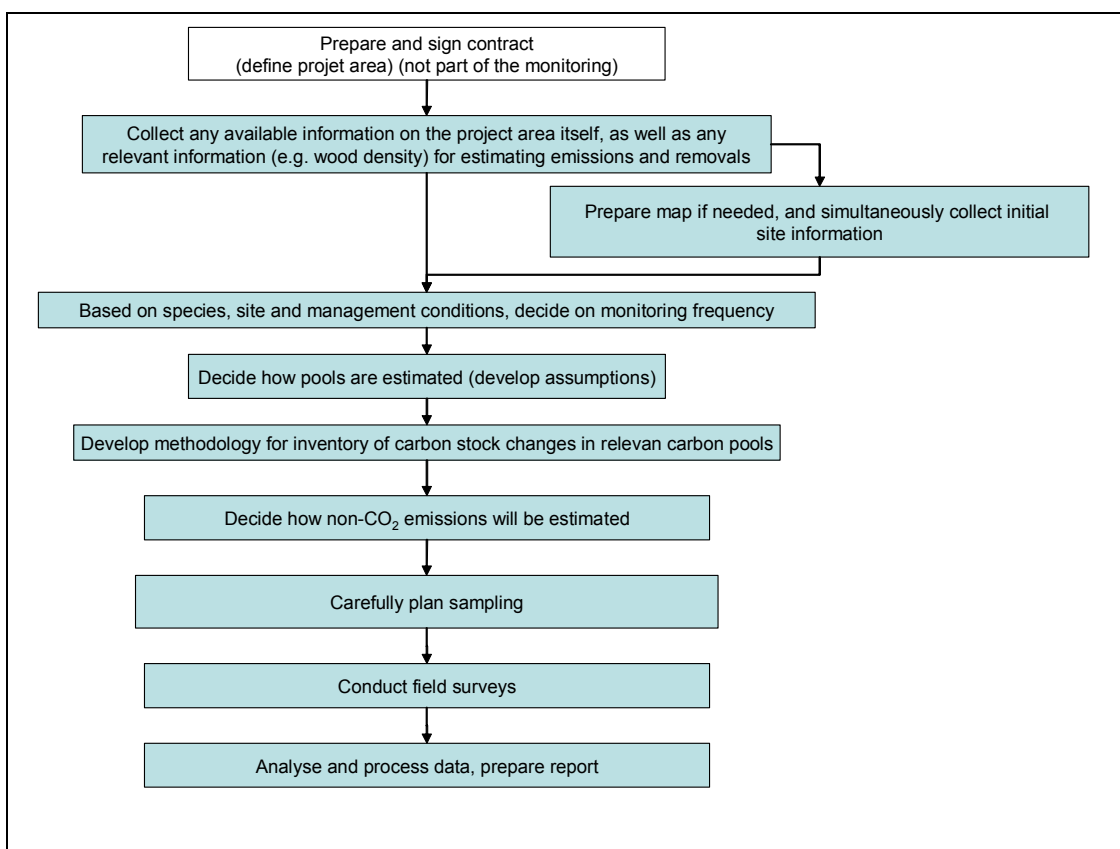 Prepare and sign contract
(define projet area) (not part of the monitoring)
Collect any available information on the project area itself, as well as any
relevant information (e.g. wood density) for estimating emissions and removals
Prepare map if needed, and simultaneously collect initial
site information
Based on species, site and management conditions, decide on monitoring frequency
Decide how pools are estimated (develop assumptions)
Develop methodology for inventory of carbon stock changes in relevan carbon pools
Decide how non-CO₂ emissions will be estimated
Carefully plan sampling
Conduct field surveys
Analyse and process data, prepare report